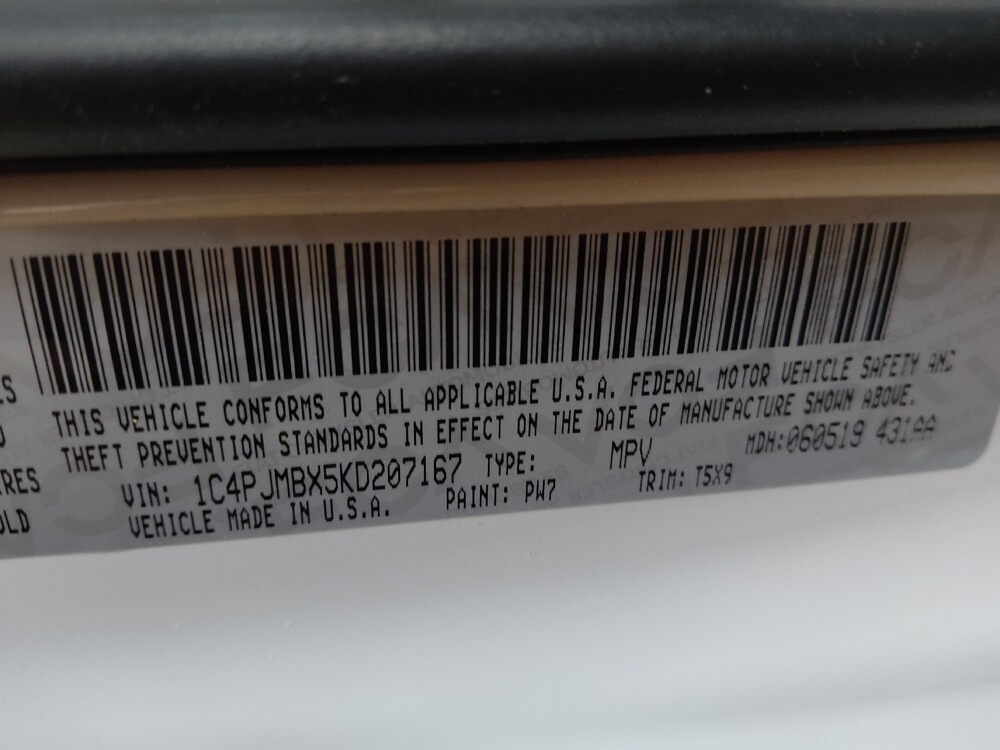 THIS VEHICLE CONFORMS TO ALL APPLICABLE U.S.A. FEDERAL MOTOR VEHICLE SAFETY AND
THEFT PREVENTION STANDARDS IN EFFECT ON THE DATE OF MANUFACTURE SHOWN ABOVE.
VIN: 1C4PJMBX5KD207167 TYPE: MPV MDH:060519 431AA
VEHICLE MADE IN U.S.A. PAINT: PW7 TRIM: T5X9